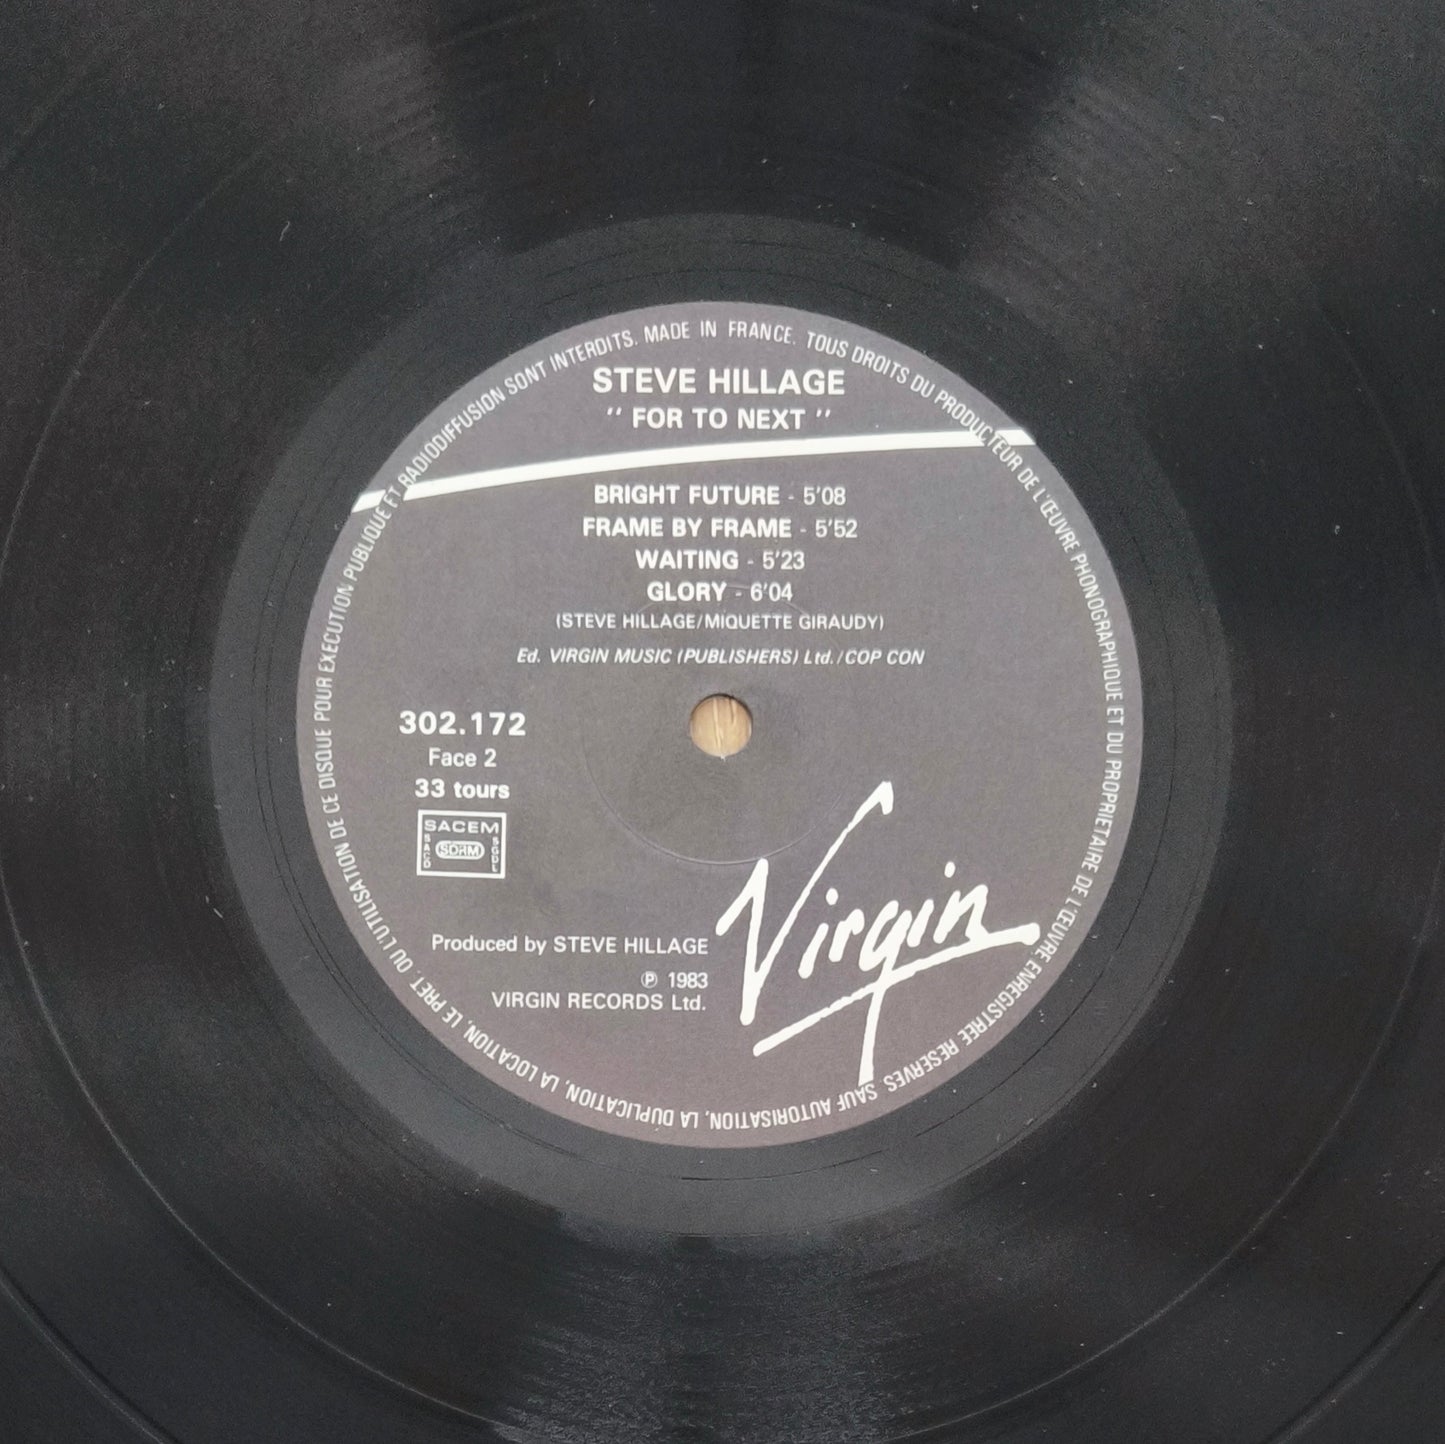 STEVE HILLAGE
" FOR TO NEXT "
BRIGHT FUTURE - 5'08
FRAME BY FRAME - 5'52
WAITING - 5'23
GLORY - 6'04
(STEVE HILLAGE/MIQUETTE GIRAUDY)
Ed. VIRGIN MUSIC (PUBLISHERS) Ltd./COP CON
302.172
Face 2
33 tours
SACEM
SACD
SDRM
SGDL
Produced by STEVE HILLAGE
℗ 1983
VIRGIN RECORDS Ltd.
Virgin
MADE IN FRANCE. TOUS DROITS DU PRODUCTEUR DE L'ŒUVRE PHONOGRAPHIQUE ET DU PROPRIETAIRE DE L'ŒUVRE ENREGISTREE RESERVES. SAUF AUTORISATION, LA DUPLICATION, LA LOCATION, LE PRET, OU L'UTILISATION DE CE DISQUE POUR EXECUTION PUBLIQUE ET RADIODIFFUSION SONT INTERDITS.